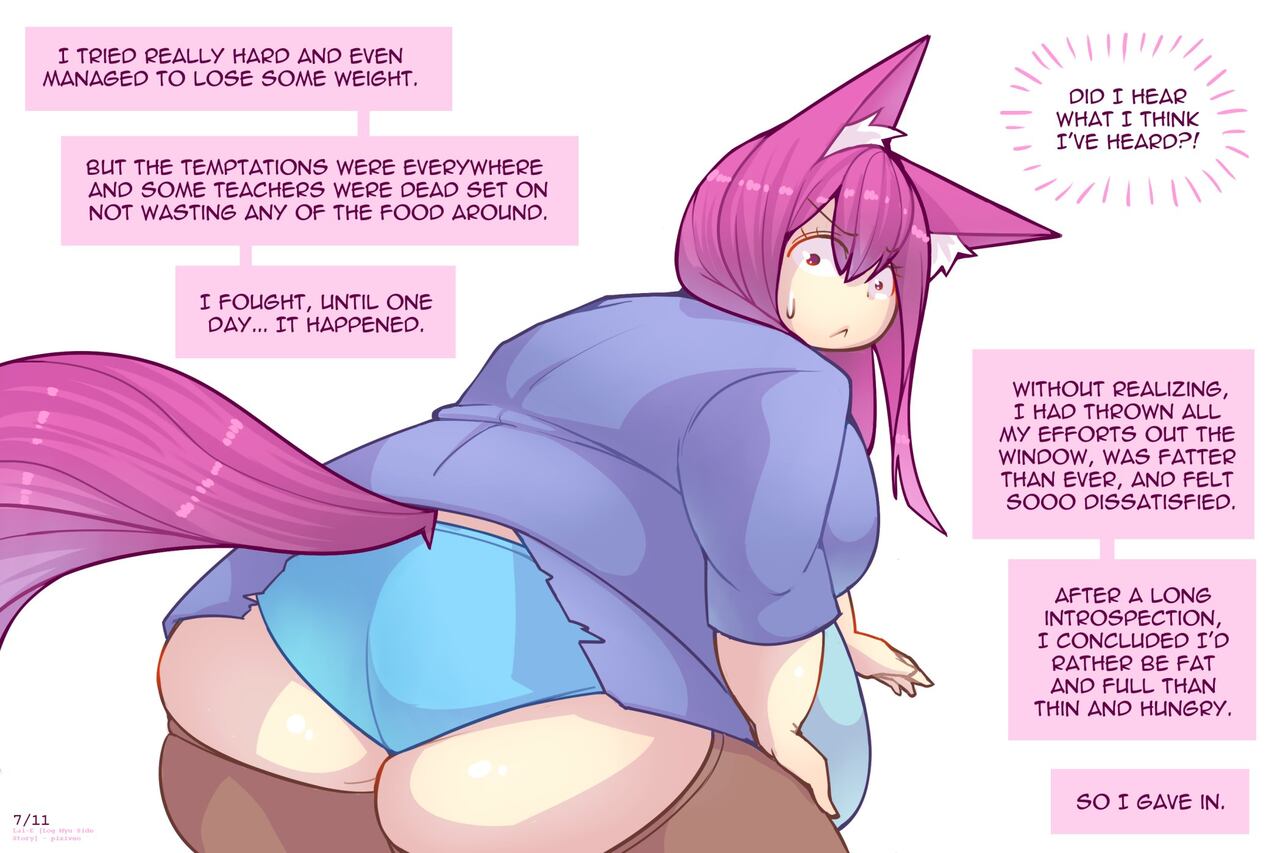 I TRIED REALLY HARD AND EVEN
MANAGED TO LOSE SOME WEIGHT.
BUT THE TEMPTATIONS WERE EVERYWHERE
AND SOME TEACHERS WERE DEAD SET ON
NOT WASTING ANY OF THE FOOD AROUND.
I FOUGHT, UNTIL ONE
DAY... IT HAPPENED.
DID I HEAR
WHAT I THINK
I'VE HEARD?!
WITHOUT REALIZING,
I HAD THROWN ALL
MY EFFORTS OUT THE
WINDOW, WAS FATTER
THAN EVER, AND FELT
SOOO DISSATISFIED.
AFTER A LONG
INTROSPECTION,
I CONCLUDED I'D
RATHER BE FAT
AND FULL THAN
THIN AND HUNGRY.
SO I GAVE IN.
7/11
Side
Story] -